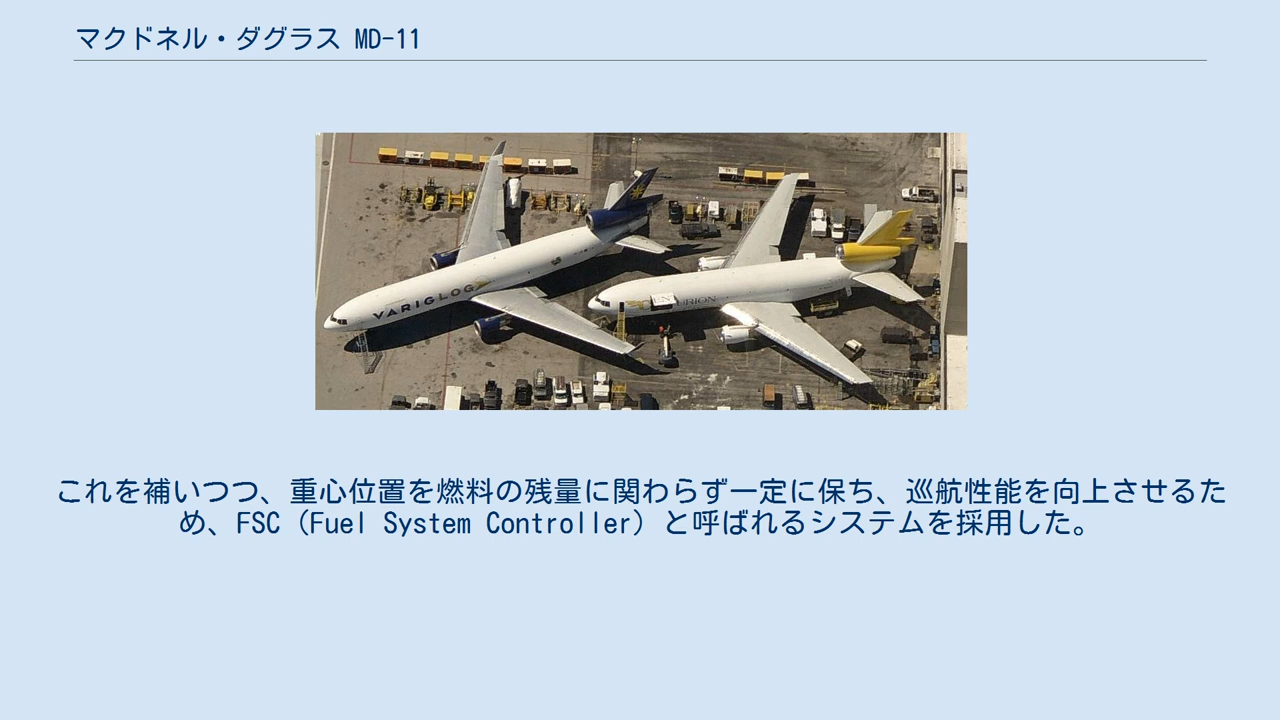 マクドネル・ダグラス MD-11
VARIGLOG
これを補いつつ、重心位置を燃料の残量に関わらず一定に保ち、巡航性能を向上させるた
め、FSC（Fuel System Controller）と呼ばれるシステムを採用した。